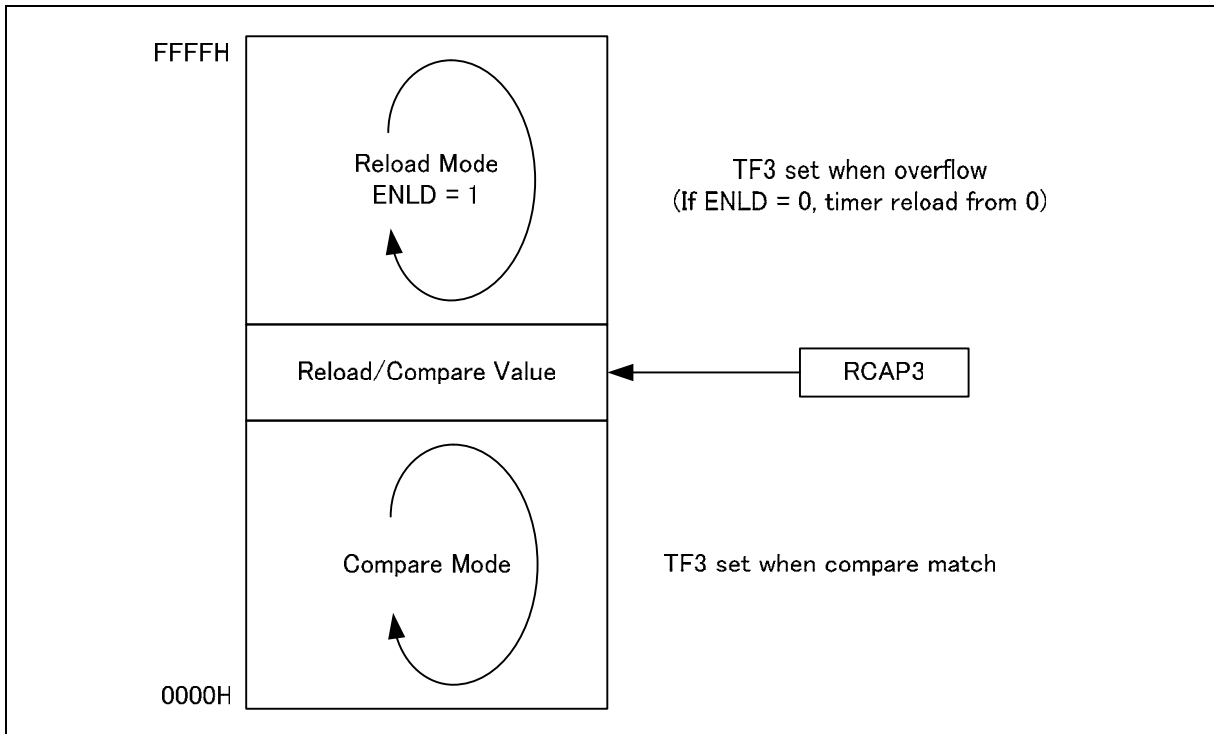 FFFFH
Reload Mode
ENLD = 1
TF3 set when overflow
(If ENLD = 0, timer reload from 0)
Reload/Compare Value
RCAP3
Compare Mode
TF3 set when compare match
0000H